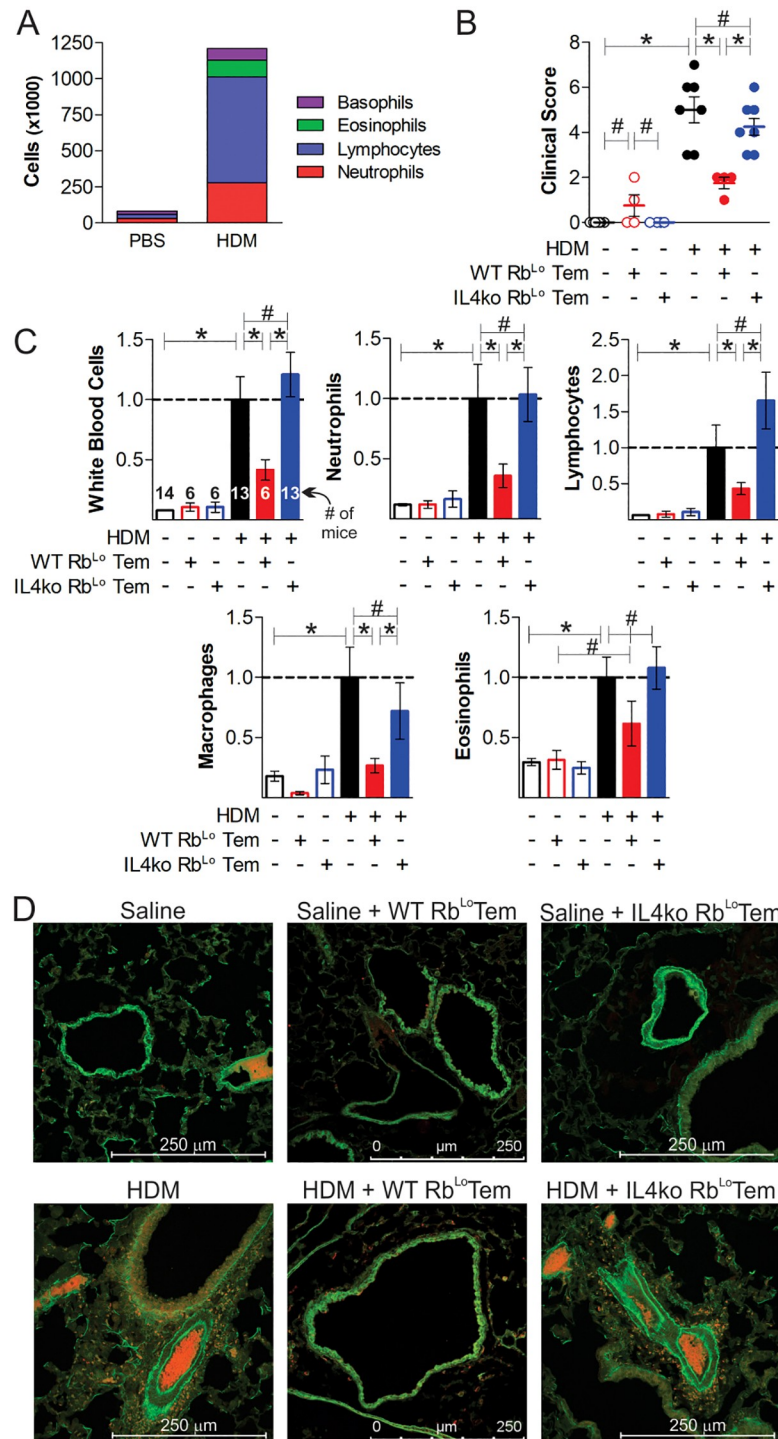 A
1250
1000
750
500
250
0
Cells (x1000)
PBS
HDM
Basophils
Eosinophils
Lymphocytes
Neutrophils
B
8
6
4
2
0
Clinical Score
# * #
* *
# #
HDM - - - + + +
WT Rb^Lo Tem - + - - + -
IL4ko Rb^Lo Tem - - + - - +
C
White Blood Cells
1.5
1.0
0.5
* # * *
14 6 6 13 6 13
# of
mice
HDM - - - + + +
WT Rb^Lo Tem - + - - + -
IL4ko Rb^Lo Tem - - + - - +
Neutrophils
1.5
1.0
0.5
* # * *
- - - + + +
- + - - + -
- - + - - +
Lymphocytes
2.5
2.0
1.5
1.0
0.5
* # * *
- - - + + +
- + - - + -
- - + - - +
Macrophages
1.5
1.0
0.5
* # * *
HDM - - - + + +
WT Rb^Lo Tem - + - - + -
IL4ko Rb^Lo Tem - - + - - +
Eosinophils
1.5
1.0
0.5
* # #
- - - + + +
- + - - + -
- - + - - +
D
Saline
250 µm
Saline + WT Rb^Lo Tem
0 µm 250
Saline + IL4ko Rb^Lo Tem
250 µm
HDM
250 µm
HDM + WT Rb^Lo Tem
0 µm 250
HDM + IL4ko Rb^Lo Tem
250 µm